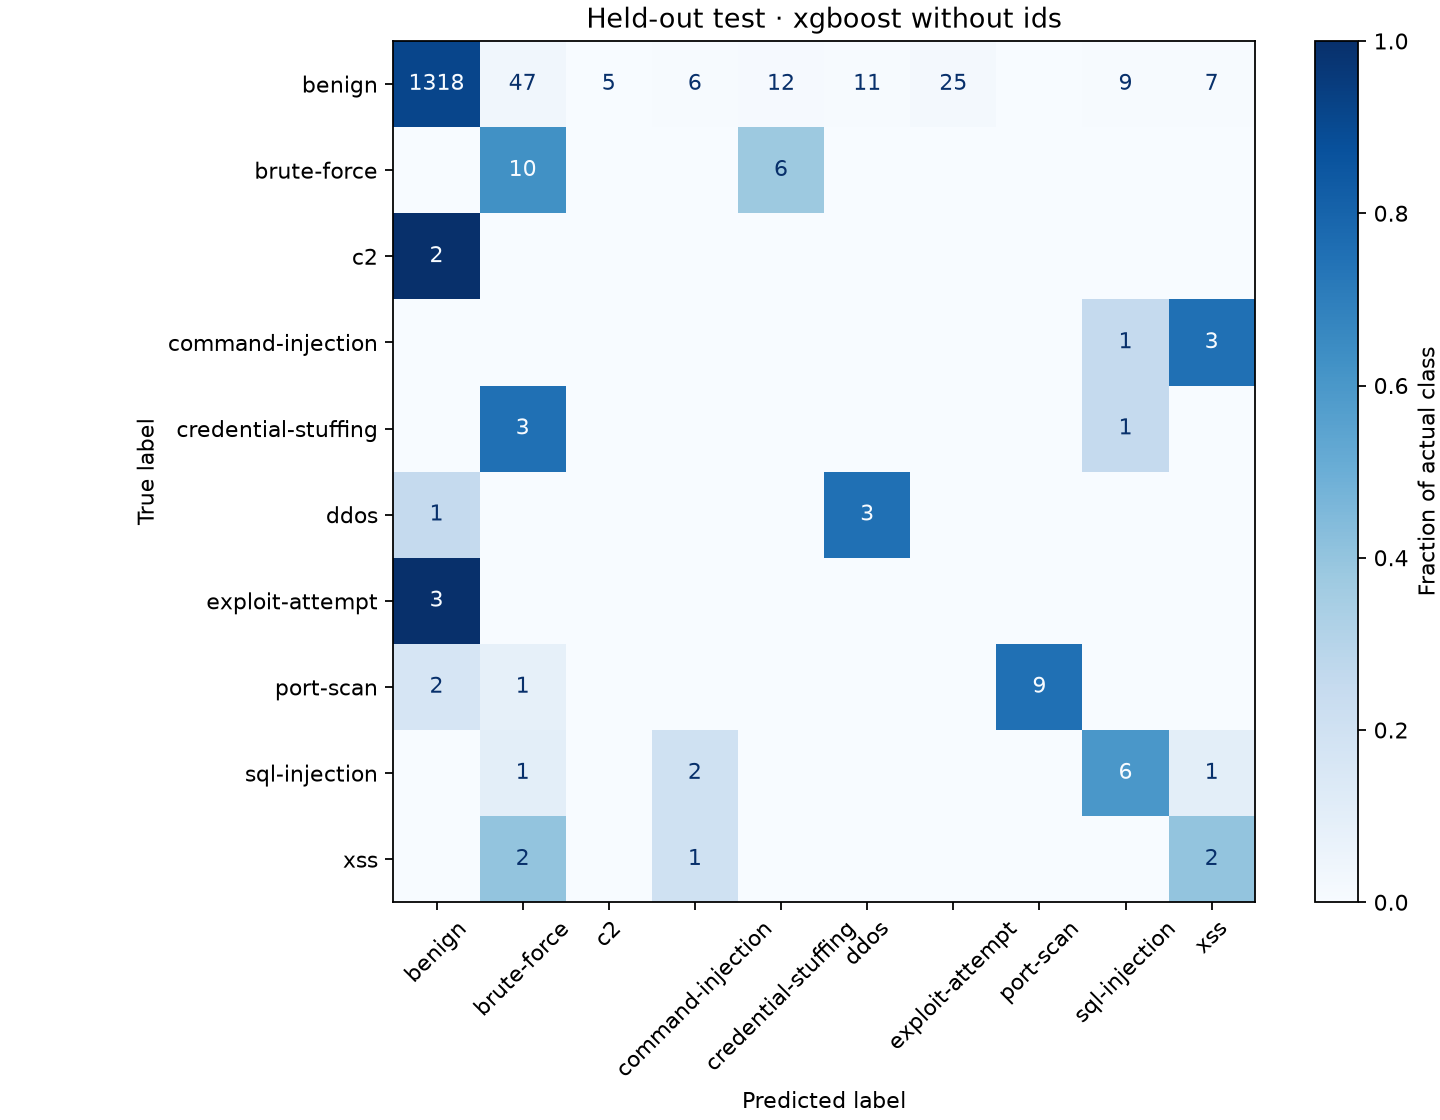 Held-out test · xgboost without ids
benign 1318 47 5 6 12 11 25 9 7
brute-force 10 6
c2 2
command-injection 1 3
credential-stuffing 3 1
ddos 1 3
exploit-attempt 3
port-scan 2 1 9
sql-injection 1 2 6 1
xss 2 1 2
True label
benign
brute-force
c2
command-injection
credential-stuffing
ddos
exploit-attempt
port-scan
sql-injection
xss
Predicted label
1.0
0.8
0.6
0.4
0.2
0.0
Fraction of actual class